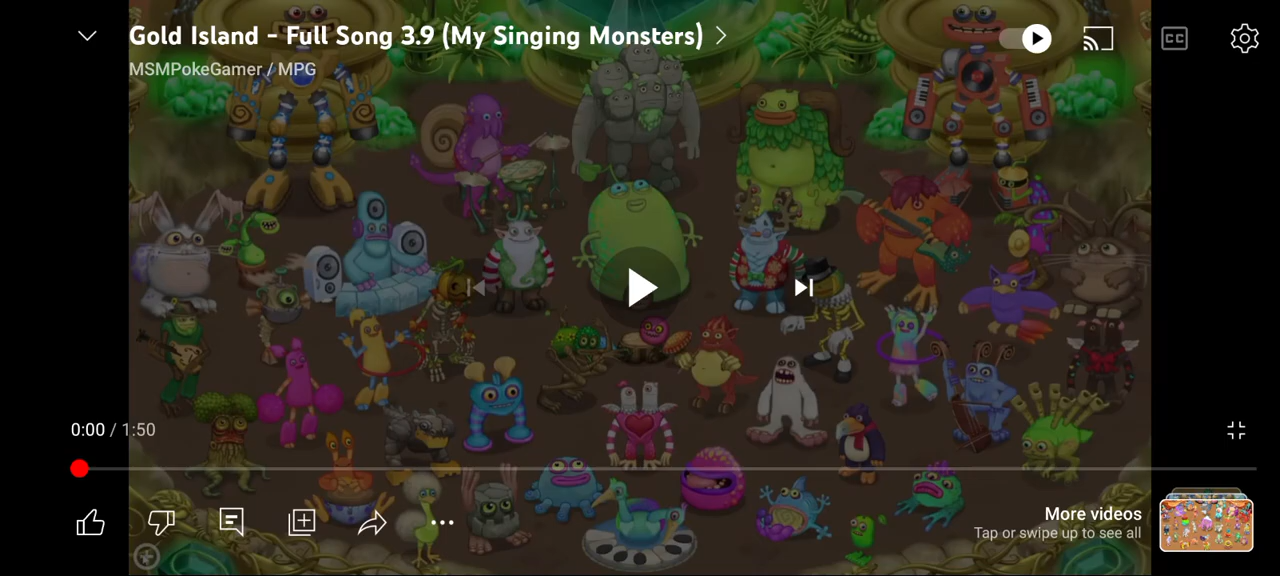 Gold Island - Full Song 3.9 (My Singing Monsters)
MSMPokeGamer / MPG
CC
0:00 / 1:50
More videos
Tap or swipe up to see all